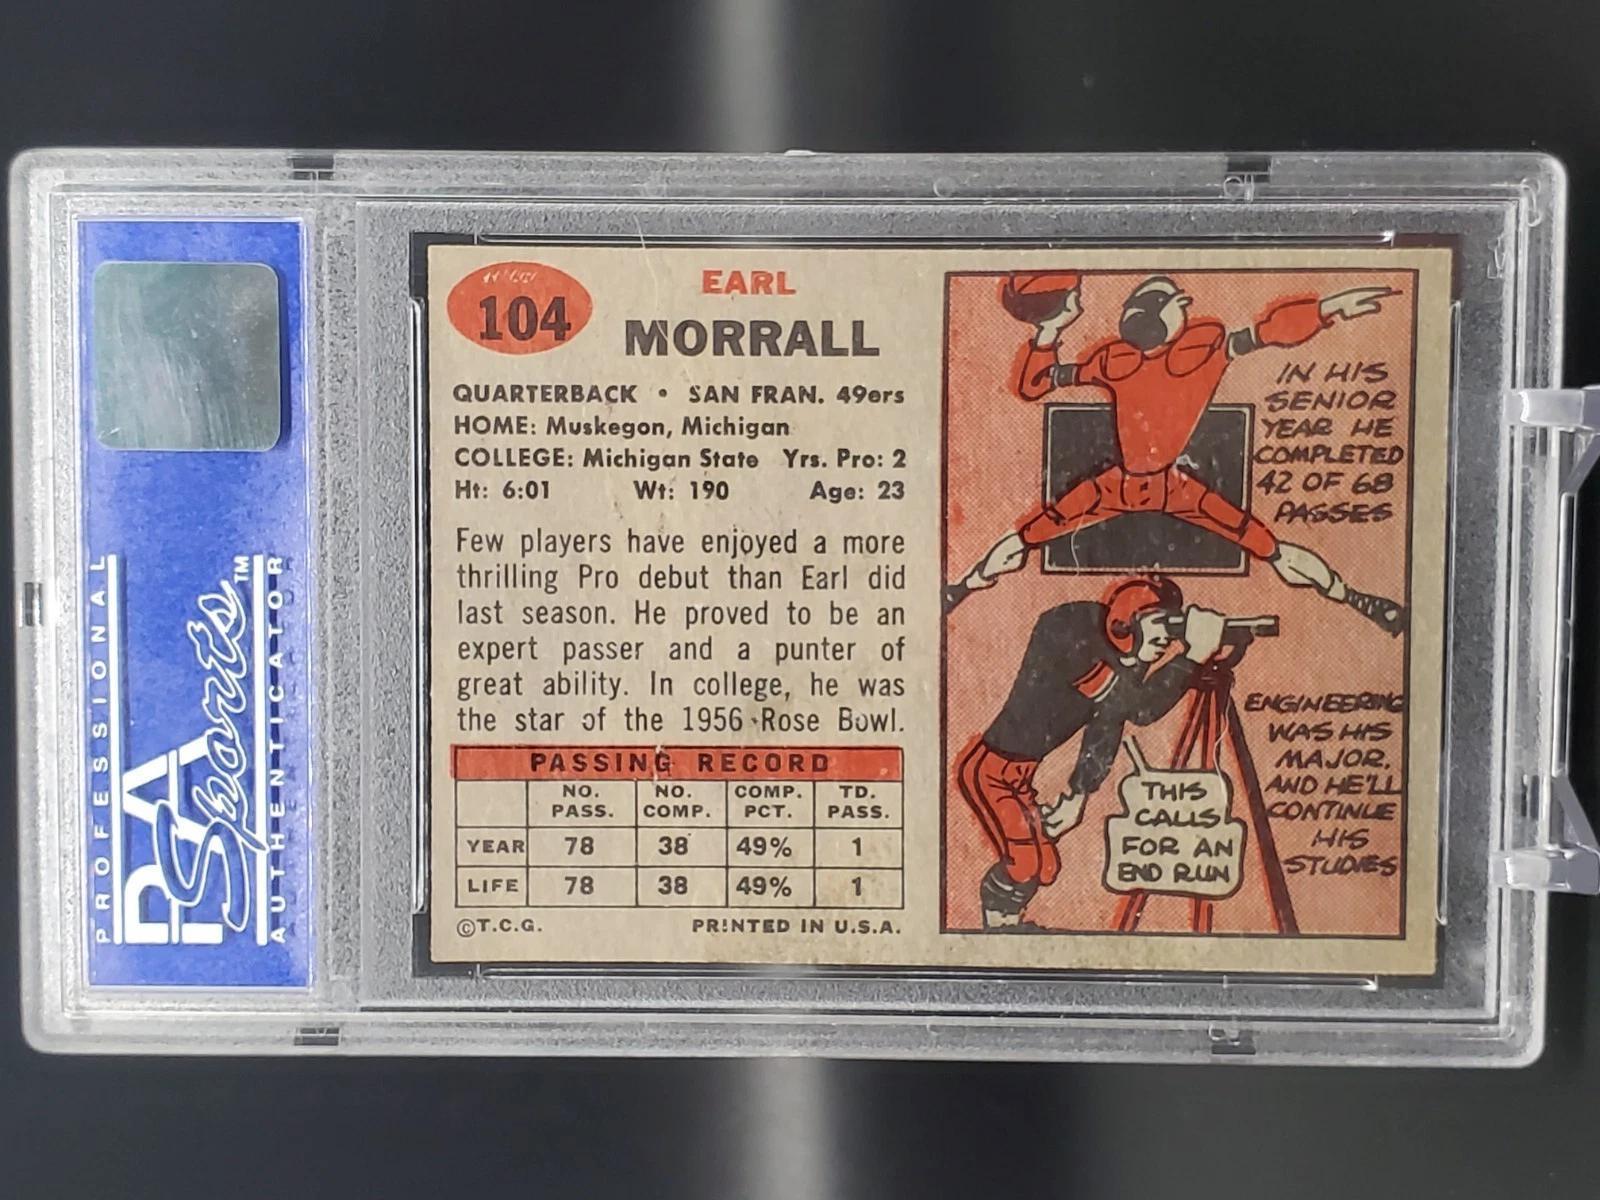 PROFESSIONAL
PSA
Sports™
AUTHENTICATOR
104
EARL
MORRALL
QUARTERBACK • SAN FRAN. 49ers
HOME: Muskegon, Michigan
COLLEGE: Michigan State Yrs. Pro: 2
Ht: 6:01 Wt: 190 Age: 23
Few players have enjoyed a more
thrilling Pro debut than Earl did
last season. He proved to be an
expert passer and a punter of
great ability. In college, he was
the star of the 1956 Rose Bowl.
PASSING RECORD
NO. PASS. NO. COMP. COMP. PCT. TD. PASS.
YEAR 78 38 49% 1
LIFE 78 38 49% 1
©T.C.G. PRINTED IN U.S.A.
IN HIS
SENIOR
YEAR HE
COMPLETED
42 OF 68
PASSES
ENGINEERING
WAS HIS
MAJOR,
AND HE'LL
CONTINUE
HIS
STUDIES
THIS
CALLS
FOR AN
END RUN